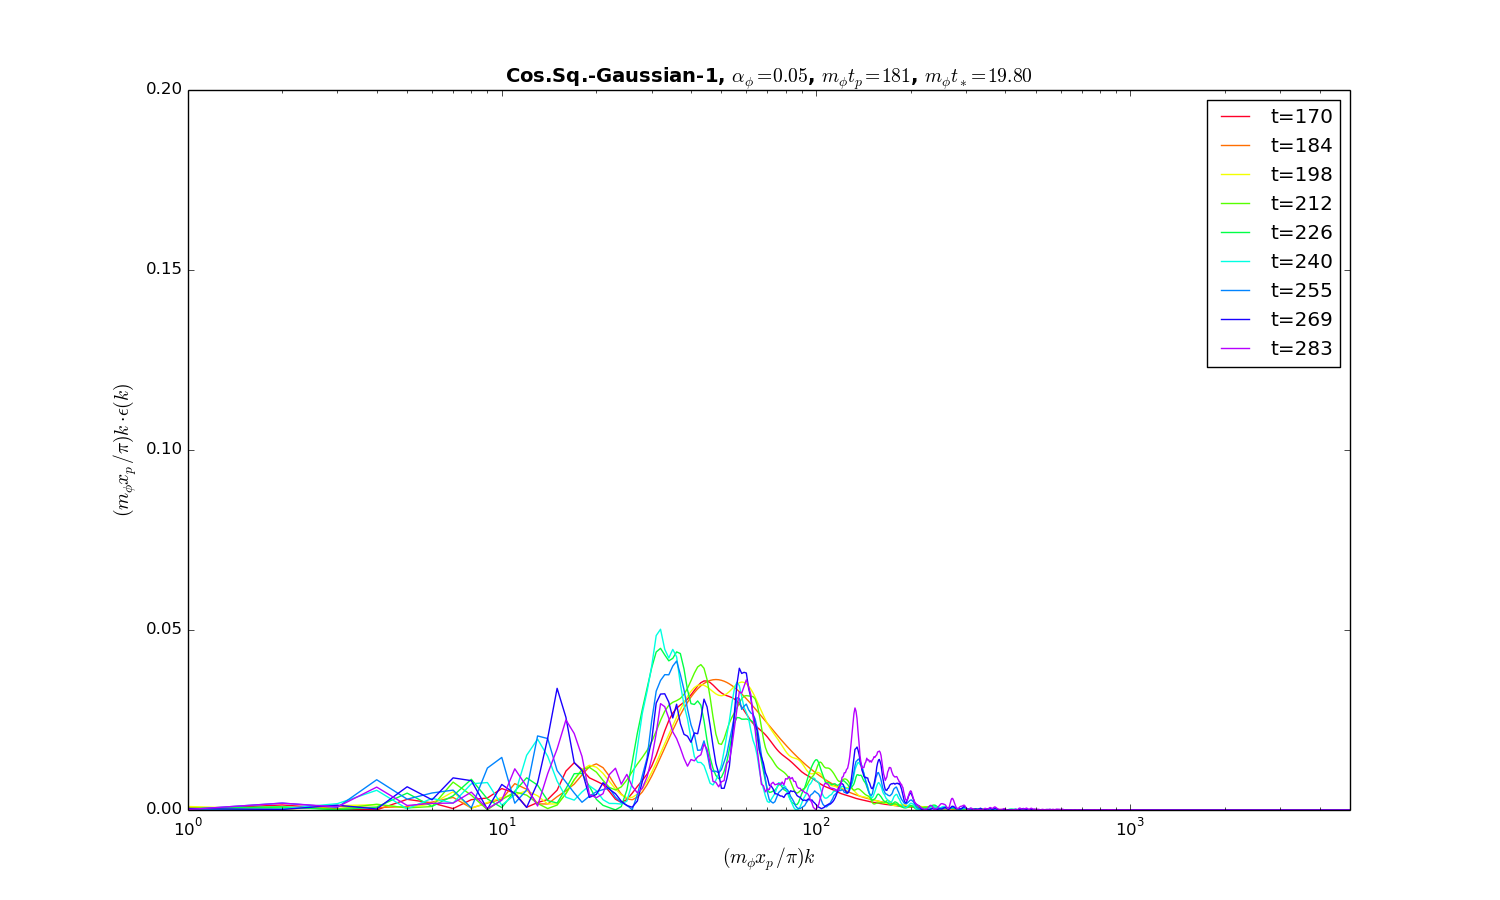 Cos.Sq.-Gaussian-1, $\alpha_\phi = 0.05$, $m_\phi t_p = 181$, $m_\phi t_* = 19.80$
0.20
0.15
0.10
0.05
0.00
$(m_\phi x_p/\pi)k \cdot \epsilon(k)$
t=170
t=184
t=198
t=212
t=226
t=240
t=255
t=269
t=283
$10^0$ $10^1$ $10^2$ $10^3$
$(m_\phi x_p/\pi)k$